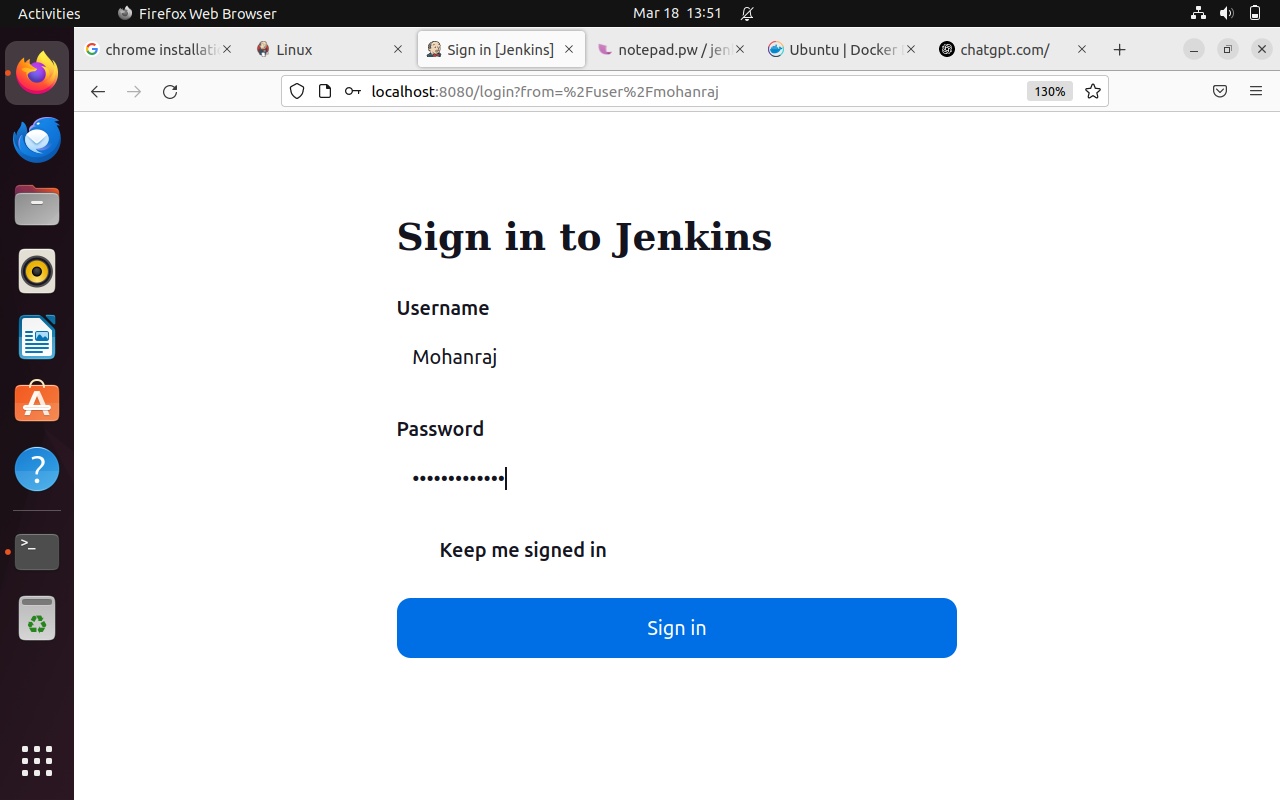 Activities
Firefox Web Browser
Mar 18 13:51
chrome installati
Linux
Sign in [Jenkins]
notepad.pw / jen
Ubuntu | Docker
chatgpt.com/
localhost:8080/login?from=%2Fuser%2Fmohanraj
130%
Sign in to Jenkins
Username
Mohanraj
Password
•••••••••••••
Keep me signed in
Sign in